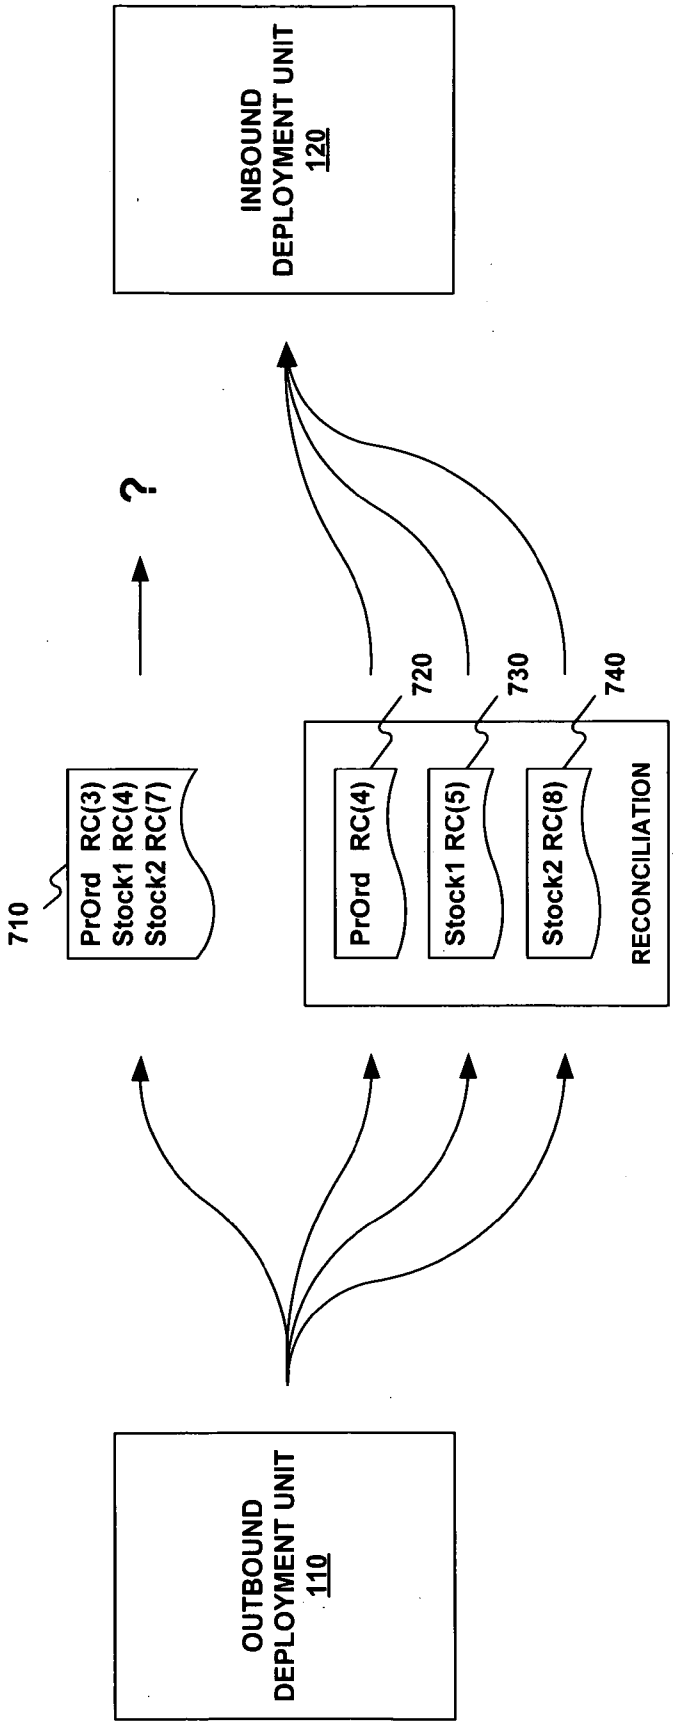 OUTBOUND
DEPLOYMENT UNIT
110
710
PrOrd RC(3)
Stock1 RC(4)
Stock2 RC(7)
?
PrOrd RC(4)
720
Stock1 RC(5)
730
Stock2 RC(8)
740
RECONCILIATION
INBOUND
DEPLOYMENT UNIT
120